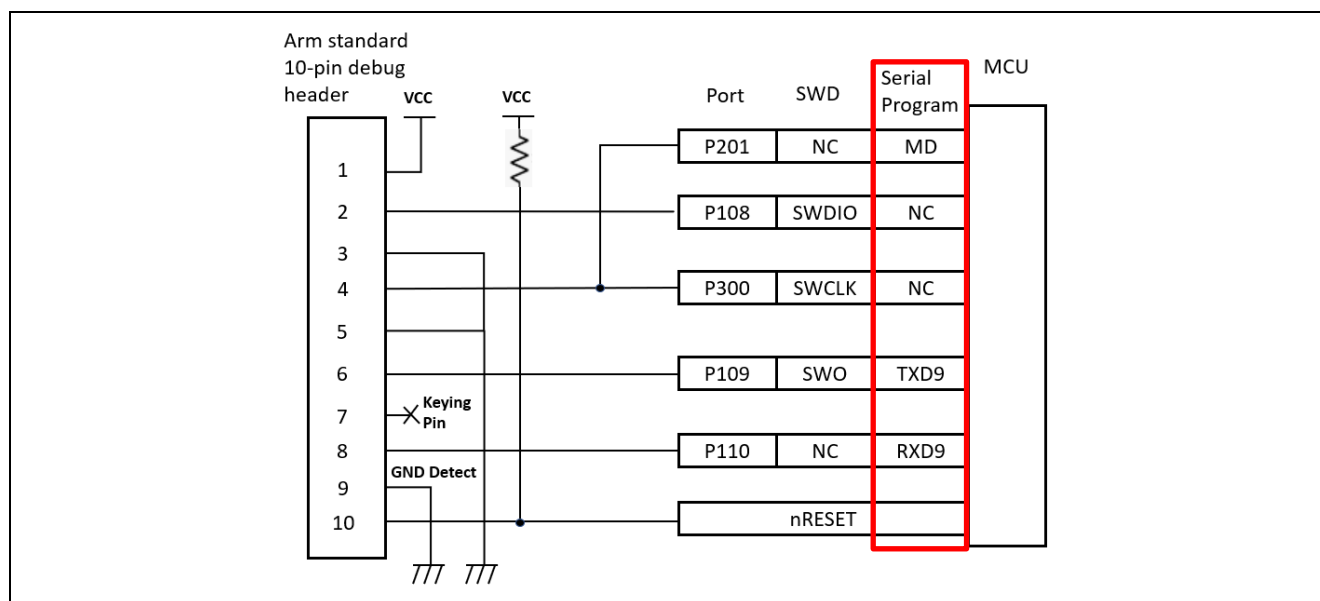 Arm standard
10-pin debug
header
VCC
VCC
Port
SWD
Serial
Program
MCU
1
P201 NC MD
2
P108 SWDIO NC
3
4
P300 SWCLK NC
5
6
P109 SWO TXD9
7
Keying
Pin
8
P110 NC RXD9
GND Detect
9
10
nRESET